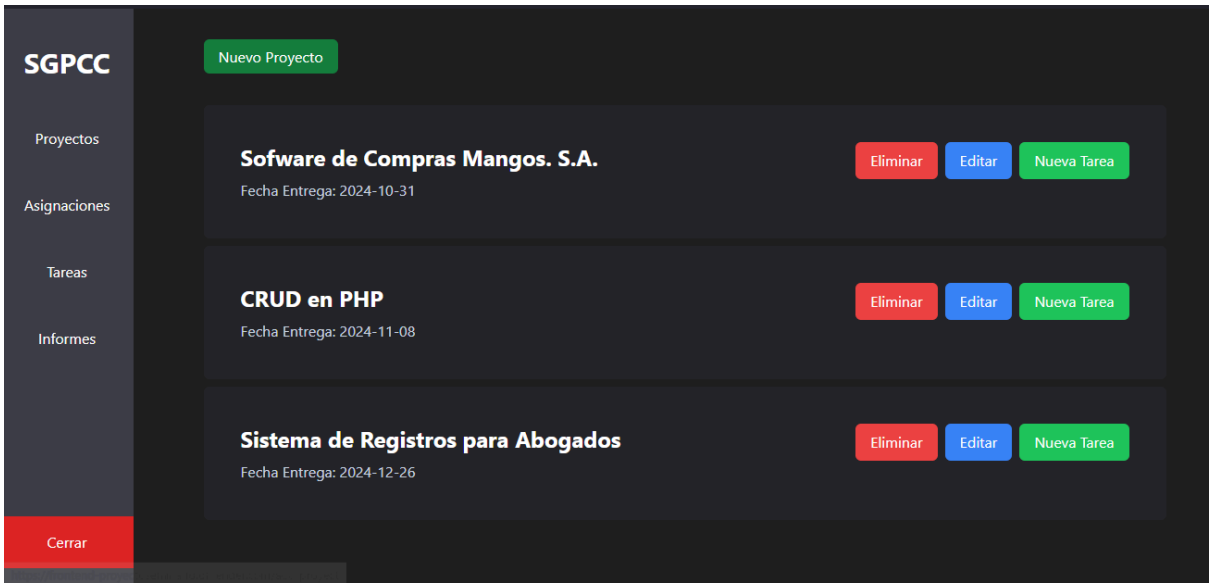 SGPCC
Proyectos
Asignaciones
Tareas
Informes
Cerrar
Nuevo Proyecto
Sofware de Compras Mangos. S.A.
Fecha Entrega: 2024-10-31
Eliminar Editar Nueva Tarea
CRUD en PHP
Fecha Entrega: 2024-11-08
Eliminar Editar Nueva Tarea
Sistema de Registros para Abogados
Fecha Entrega: 2024-12-26
Eliminar Editar Nueva Tarea